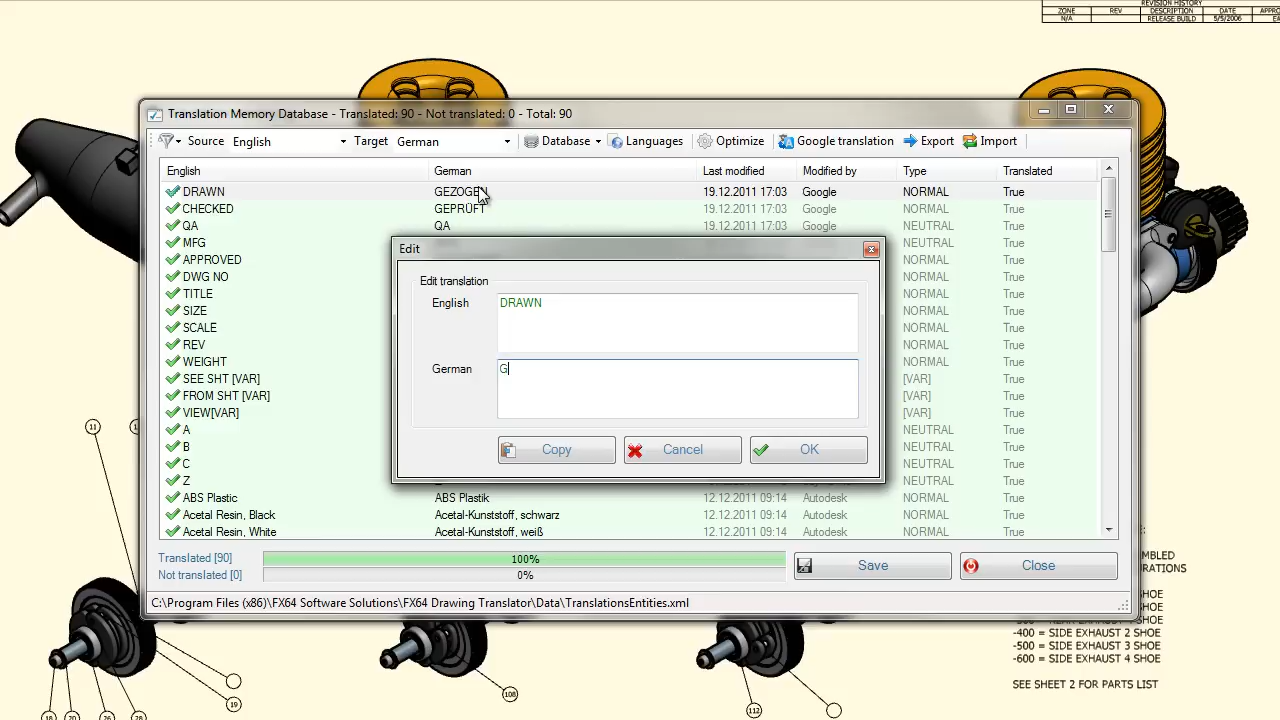 REVISION HISTORY
ZONE REV DESCRIPTION DATE
N/A RELEASE BUILD 5/5/2006
Translation Memory Database - Translated: 90 - Not translated: 0 - Total: 90
Source English Target German Database Languages Optimize Google translation Export Import
English German Last modified Modified by Type Translated
DRAWN GEZOGEN 19.12.2011 17:03 Google NORMAL True
CHECKED GEPRÜFT 19.12.2011 17:03 Google NORMAL True
QA QA 19.12.2011 17:03 Google NEUTRAL True
MFG NEUTRAL True
APPROVED NORMAL True
DWG NO NORMAL True
TITLE NORMAL True
SIZE NORMAL True
SCALE NORMAL True
REV NORMAL True
WEIGHT NORMAL True
SEE SHT [VAR] [VAR] True
FROM SHT [VAR] [VAR] True
VIEW[VAR] [VAR] True
A NEUTRAL True
B NEUTRAL True
C NEUTRAL True
Z NEUTRAL True
ABS Plastic ABS Plastik 12.12.2011 09:14 Autodesk NORMAL True
Acetal Resin, Black Acetal-Kunststoff, schwarz 12.12.2011 09:14 Autodesk NORMAL True
Acetal Resin, White Acetal-Kunststoff, weiß 12.12.2011 09:14 Autodesk NORMAL True
Edit
Edit translation
English DRAWN
German G
Copy Cancel OK
Translated [90] 100%
Not translated [0] 0%
Save Close
C:\Program Files (x86)\FX64 Software Solutions\FX64 Drawing Translator\Data\TranslationsEntities.xml
11
SHOE
SHOE
-400 = SIDE EXHAUST 2 SHOE
-500 = SIDE EXHAUST 3 SHOE
-600 = SIDE EXHAUST 4 SHOE
SEE SHEET 2 FOR PARTS LIST
19
108
112
18 20 26 28